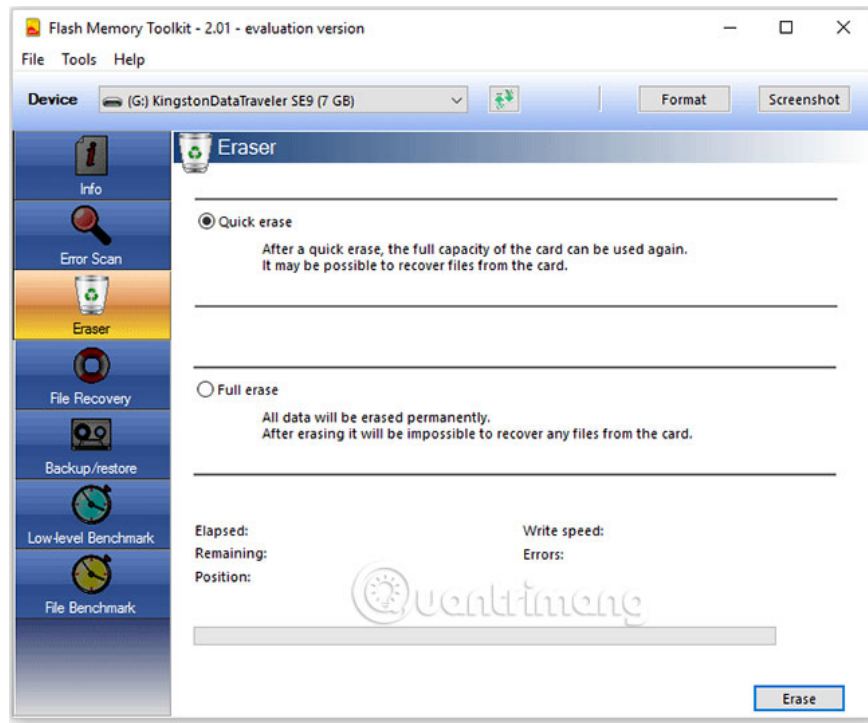 Flash Memory Toolkit - 2.01 - evaluation version
File Tools Help
Device (G:) KingstonDataTraveler SE9 (7 GB) Format Screenshot
Info
Error Scan
Eraser
File Recovery
Backup/restore
Low-level Benchmark
File Benchmark
Eraser
Quick erase
After a quick erase, the full capacity of the card can be used again.
It may be possible to recover files from the card.
Full erase
All data will be erased permanently.
After erasing it will be impossible to recover any files from the card.
Elapsed: Write speed:
Remaining: Errors:
Position:
Quantrimang
Erase